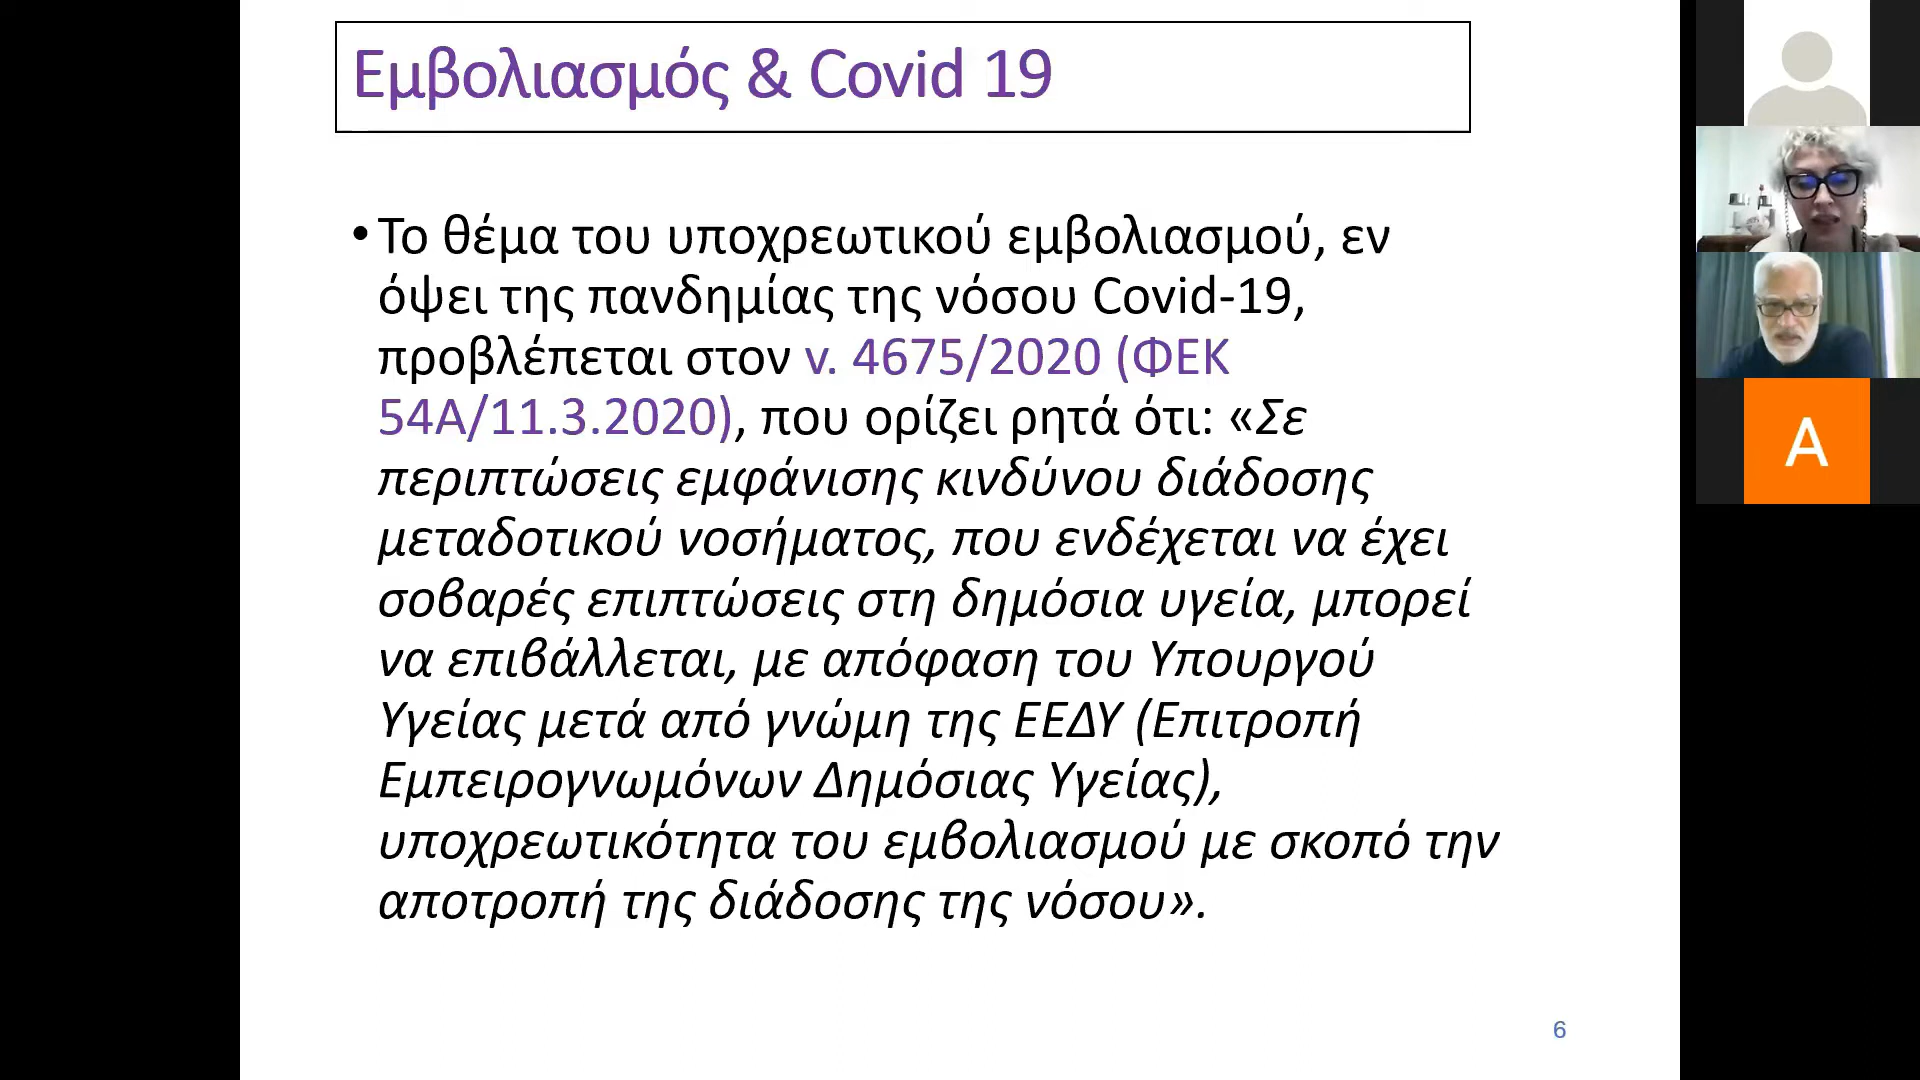 Εμβολιασμός & Covid 19
• Το θέμα του υποχρεωτικού εμβολιασμού, εν
όψει της πανδημίας της νόσου Covid-19,
προβλέπεται στον ν. 4675/2020 (ΦΕΚ
54Α/11.3.2020), που ορίζει ρητά ότι: «Σε
περιπτώσεις εμφάνισης κινδύνου διάδοσης
μεταδοτικού νοσήματος, που ενδέχεται να έχει
σοβαρές επιπτώσεις στη δημόσια υγεία, μπορεί
να επιβάλλεται, με απόφαση του Υπουργού
Υγείας μετά από γνώμη της ΕΕΔΥ (Επιτροπή
Εμπειρογνωμόνων Δημόσιας Υγείας),
υποχρεωτικότητα του εμβολιασμού με σκοπό την
αποτροπή της διάδοσης της νόσου».
6
A